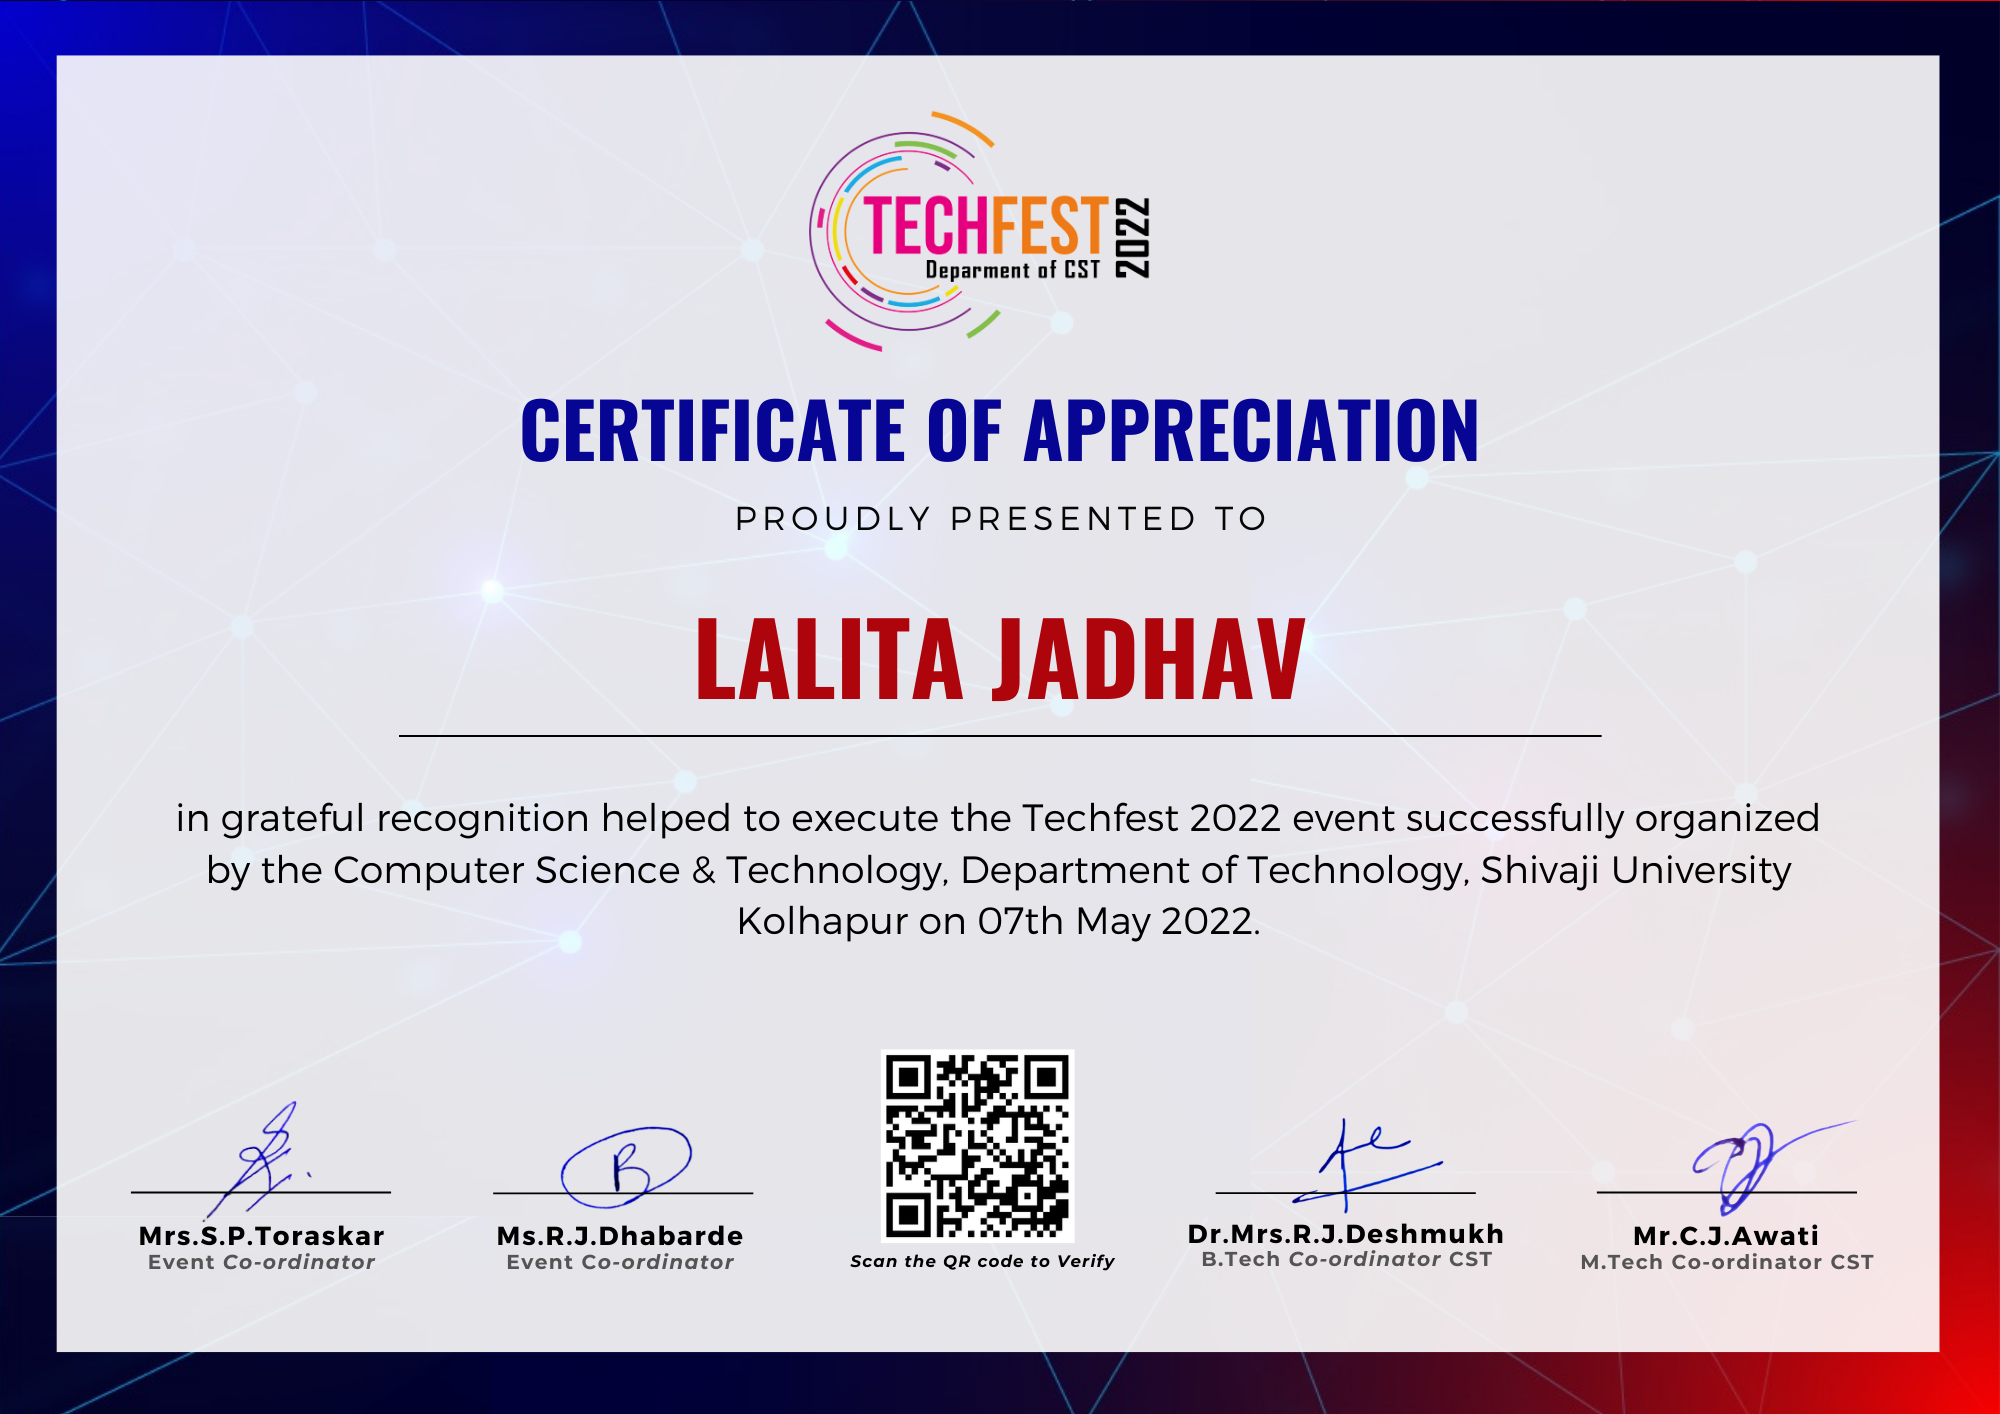 TECHFEST 2022
Deparment of CST
CERTIFICATE OF APPRECIATION
PROUDLY PRESENTED TO
LALITA JADHAV
in grateful recognition helped to execute the Techfest 2022 event successfully organized
by the Computer Science & Technology, Department of Technology, Shivaji University
Kolhapur on 07th May 2022.
Mrs.S.P.Toraskar
Event Co-ordinator
Ms.R.J.Dhabarde
Event Co-ordinator
Scan the QR code to Verify
Dr.Mrs.R.J.Deshmukh
B.Tech Co-ordinator CST
Mr.C.J.Awati
M.Tech Co-ordinator CST